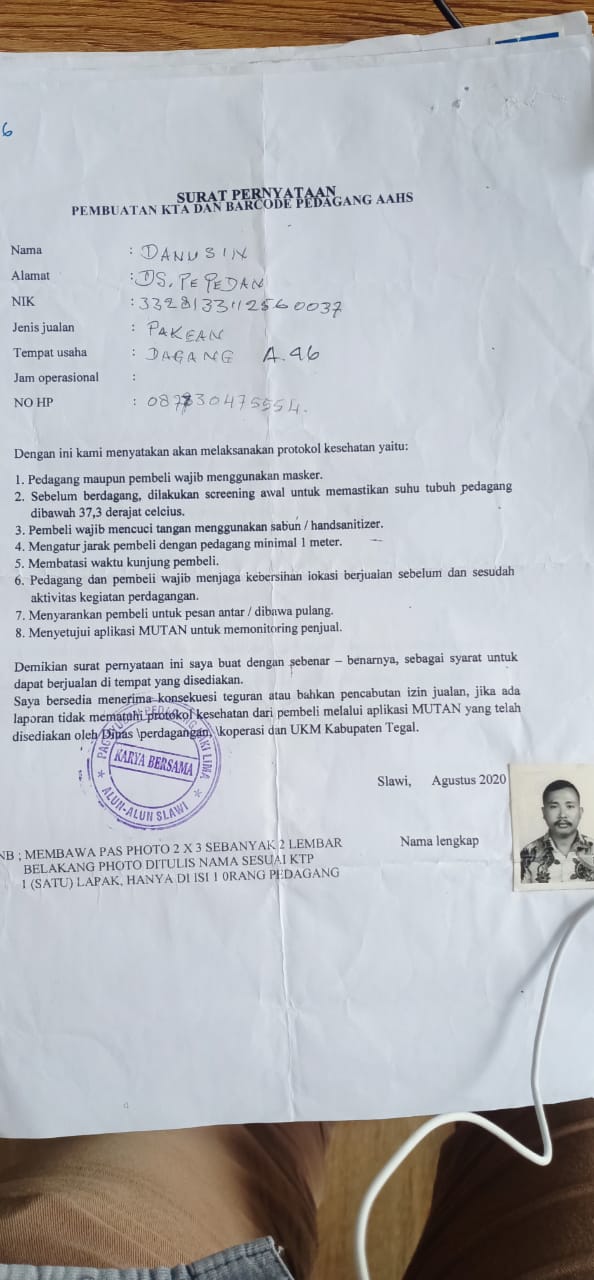 6
SURAT PERNYATAAN
PEMBUATAN KTA DAN BARCODE PEDAGANG AAHS
Nama : DANUSIN
Alamat : DS. PEPEDAN
NIK : 3328133112560037
Jenis jualan : PAKEAN
Tempat usaha : DAGANG A.46
Jam operasional :
NO HP : 087730475554.
Dengan ini kami menyatakan akan melaksanakan protokol kesehatan yaitu:
1. Pedagang maupun pembeli wajib menggunakan masker.
2. Sebelum berdagang, dilakukan screening awal untuk memastikan suhu tubuh pedagang
dibawah 37,3 derajat celcius.
3. Pembeli wajib mencuci tangan menggunakan sabun / handsanitizer.
4. Mengatur jarak pembeli dengan pedagang minimal 1 meter.
5. Membatasi waktu kunjung pembeli.
6. Pedagang dan pembeli wajib menjaga kebersihan lokasi berjualan sebelum dan sesudah
aktivitas kegiatan perdagangan.
7. Menyarankan pembeli untuk pesan antar / dibawa pulang.
8. Menyetujui aplikasi MUTAN untuk memonitoring penjual.
Demikian surat pernyataan ini saya buat dengan sebenar – benarnya, sebagai syarat untuk
dapat berjualan di tempat yang disediakan.
Saya bersedia menerima konsekuesi teguran atau bahkan pencabutan izin jualan, jika ada
laporan tidak mematahi protokol kesehatan dari pembeli melalui aplikasi MUTAN yang telah
disediakan oleh Dinas \perdagangan, \koperasi dan UKM Kabupaten Tegal.
PEDAGANG KAKI LIMA
KARYA BERSAMA
ALUN-ALUN SLAWI
Slawi, Agustus 2020
Nama lengkap
NB ; MEMBAWA PAS PHOTO 2 X 3 SEBANYAK 2 LEMBAR
BELAKANG PHOTO DITULIS NAMA SESUAI KTP
1 (SATU) LAPAK, HANYA DI ISI 1 0RANG PEDAGANG